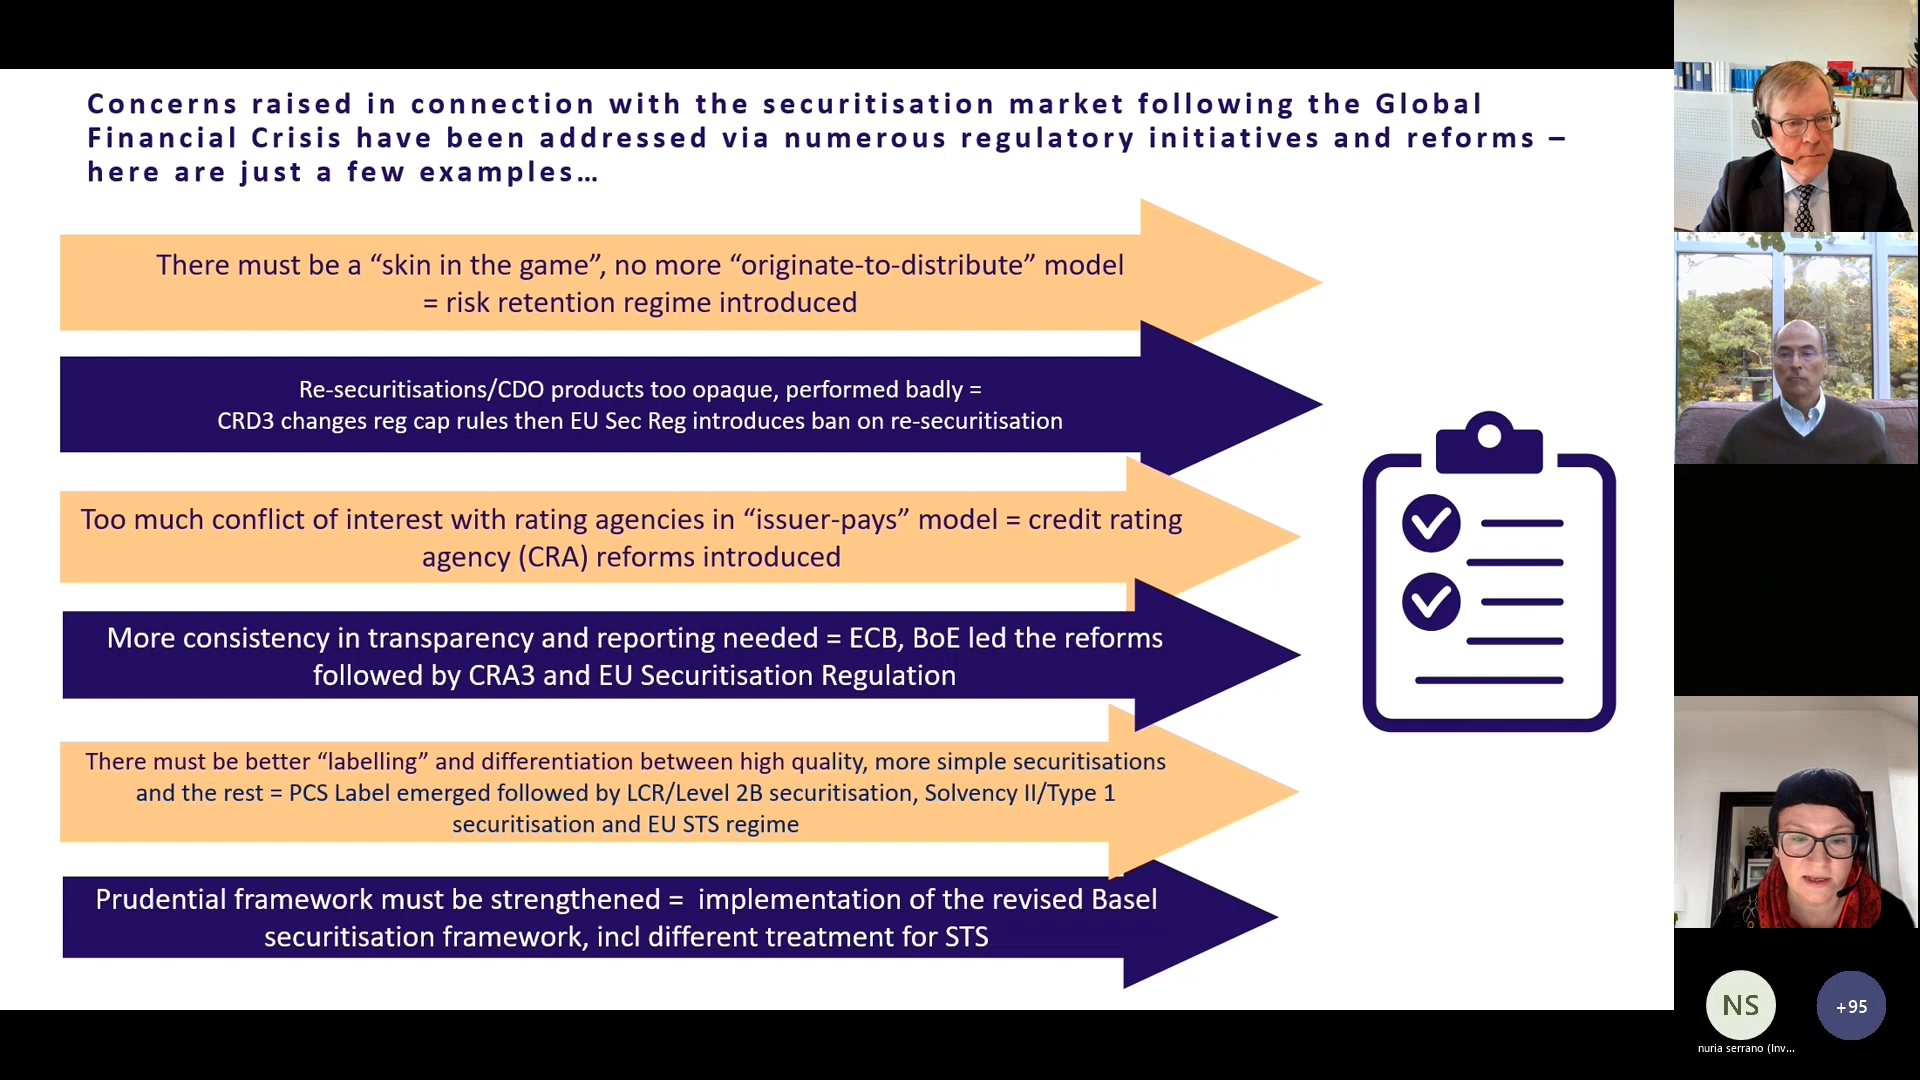 Concerns raised in connection with the securitisation market following the Global
Financial Crisis have been addressed via numerous regulatory initiatives and reforms –
here are just a few examples…
There must be a “skin in the game”, no more “originate-to-distribute” model
= risk retention regime introduced
Re-securitisations/CDO products too opaque, performed badly =
CRD3 changes reg cap rules then EU Sec Reg introduces ban on re-securitisation
Too much conflict of interest with rating agencies in “issuer-pays” model = credit rating
agency (CRA) reforms introduced
More consistency in transparency and reporting needed = ECB, BoE led the reforms
followed by CRA3 and EU Securitisation Regulation
There must be better “labelling” and differentiation between high quality, more simple securitisations
and the rest = PCS Label emerged followed by LCR/Level 2B securitisation, Solvency II/Type 1
securitisation and EU STS regime
Prudential framework must be strengthened = implementation of the revised Basel
securitisation framework, incl different treatment for STS
NS
+95
nuria serrano (Inv...